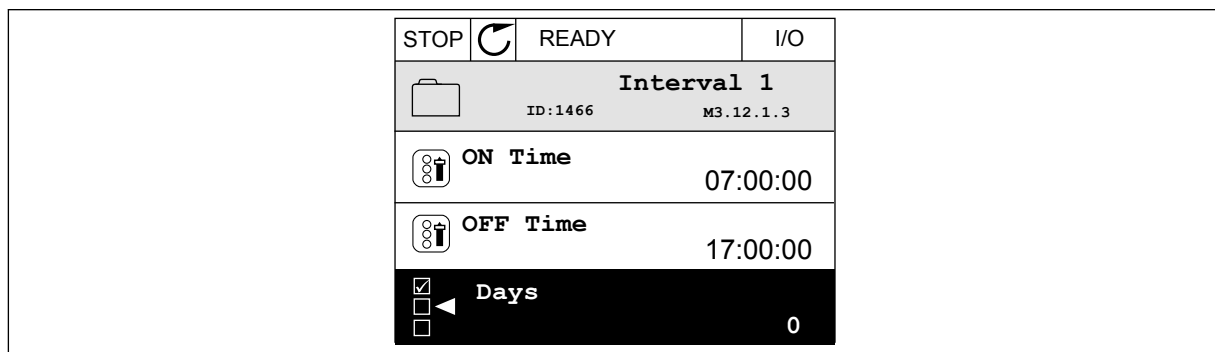 STOP READY I/O
Interval 1
ID:1466 M3.12.1.3
ON Time
07:00:00
OFF Time
17:00:00
Days
0